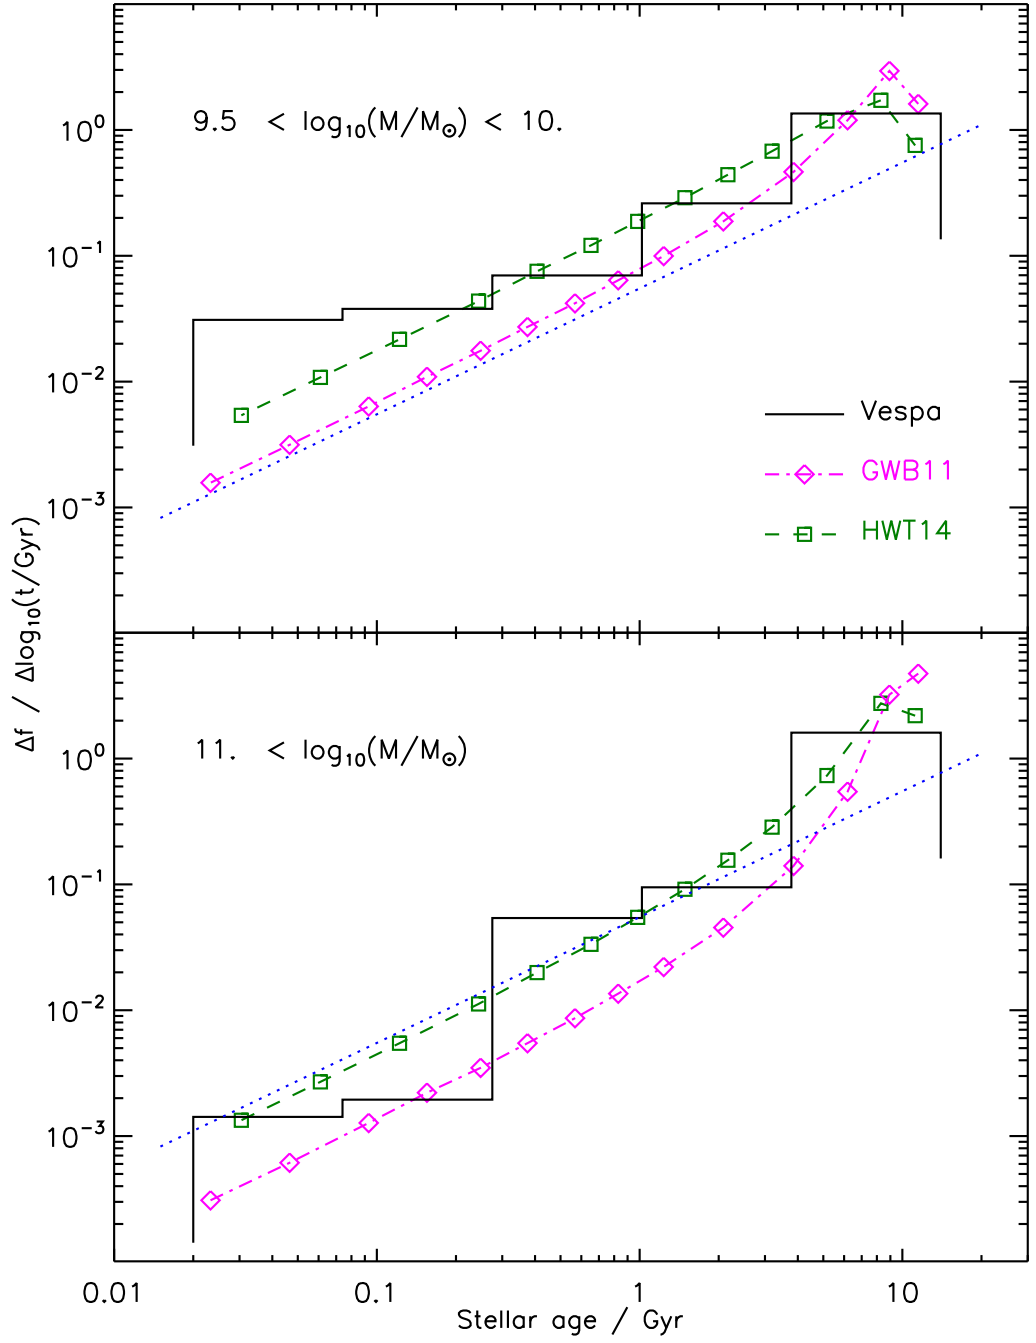 10⁰
9.5 < log₁₀(M/M☉) < 10.
10⁻¹
10⁻²
Vespa
GWB11
10⁻³
HWT14
Δf / Δlog₁₀(t/Gyr)
10⁰
11. < log₁₀(M/M☉)
10⁻¹
10⁻²
10⁻³
0.01 0.1 1 10
Stellar age / Gyr